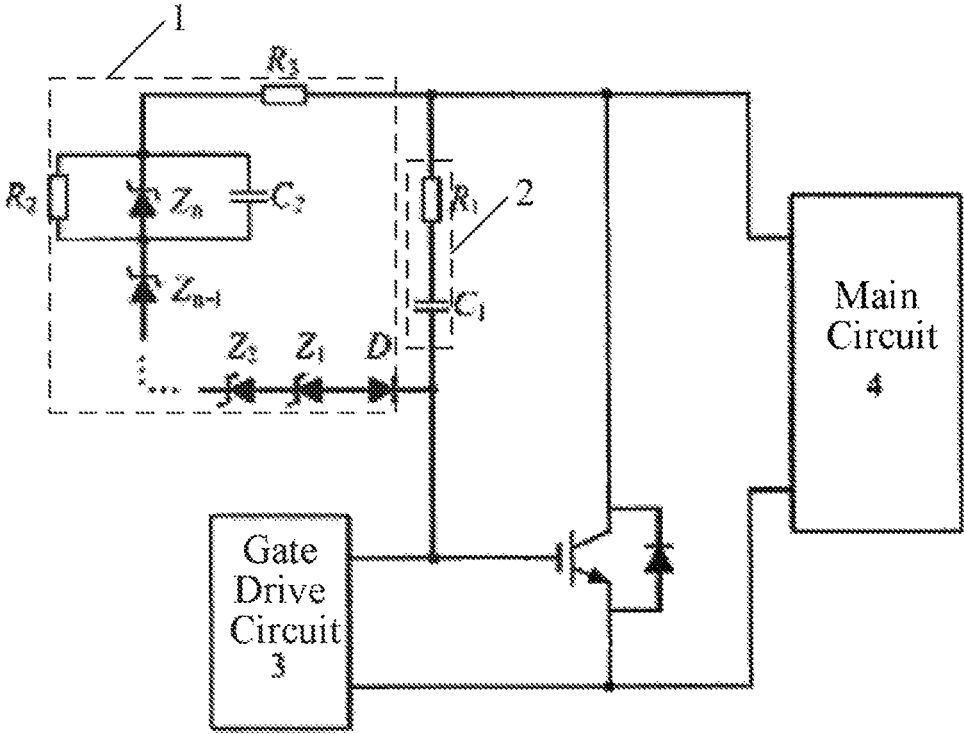 1
R₃
R₂
Zₙ
C₂
R₁
2
Zₙ₋₁
C₁
Z₂
Z₁
D
Main
Circuit
4
Gate
Drive
Circuit
3